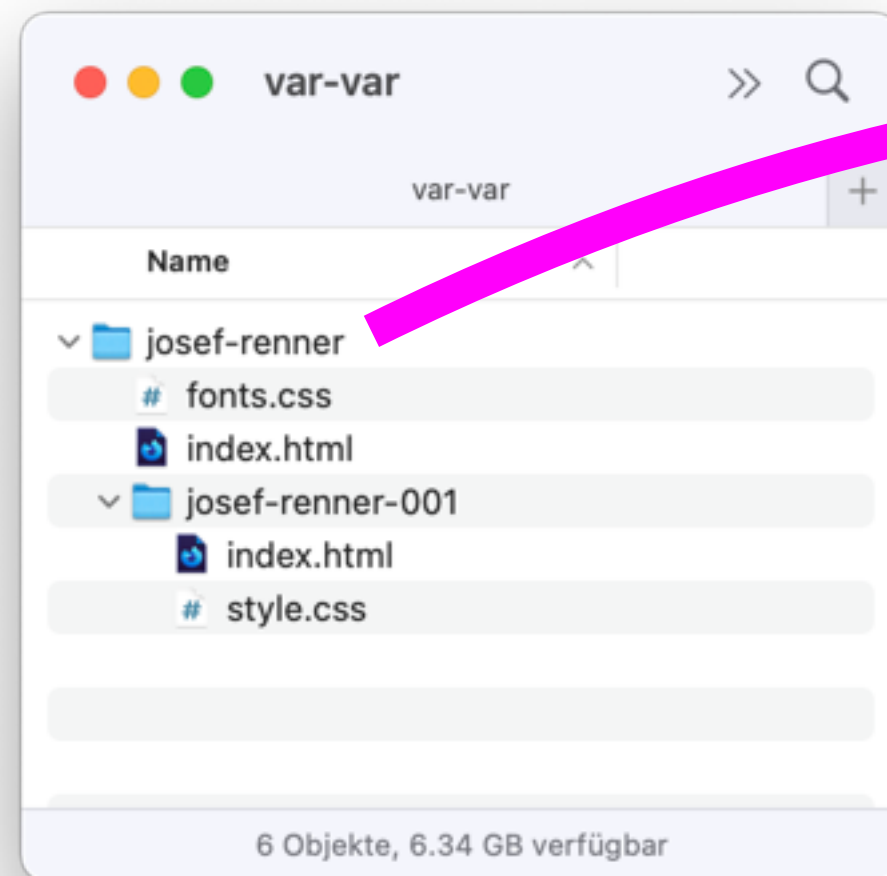 var-var
var-var
Name
josef-renner
fonts.css
index.html
josef-renner-001
index.html
style.css
6 Objekte, 6.34 GB verfügbar